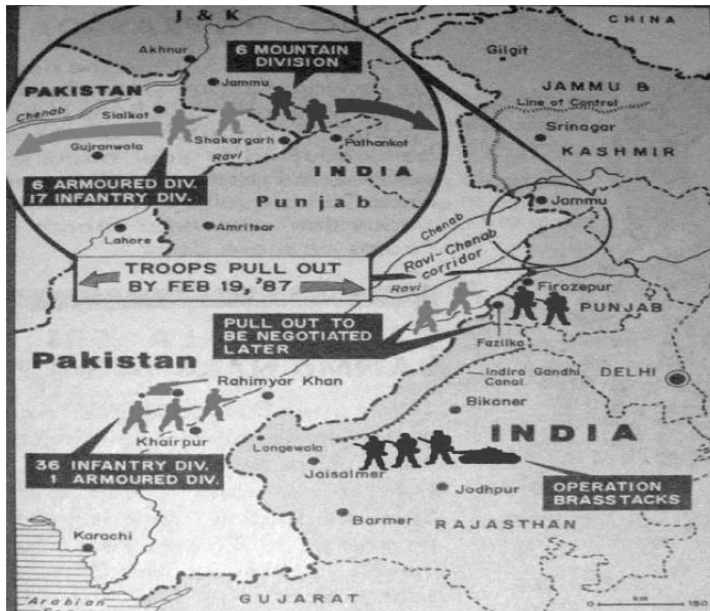 J & K
CHINA
Akhnur
6 MOUNTAIN
DIVISION
Gilgit
PAKISTAN
Jammu
JAMMU &
Chenab
Sialkot
Line of Control
Srinagar
Gujranwala
Shakargarh
Pathankot
KASHMIR
Ravi
INDIA
6 ARMOURED DIV.
17 INFANTRY DIV.
Punjab
Jammu
Lahore
Amritsar
Chenab
Ravi-Chenab
corridor
TROOPS PULL OUT
BY FEB 19, '87
Ravi
Firozepur
PUNJAB
PULL OUT TO
BE NEGOTIATED
LATER
Fazilka
Pakistan
Indira Gandhi
Canal
DELHI
Rahimyar Khan
Bikaner
Khairpur
INDIA
Longewala
36 INFANTRY DIV.
1 ARMOURED DIV.
Jaisalmer
OPERATION
BRASSTACKS
Jodhpur
Barmer
RAJASTHAN
Karachi
Arabian
GUJARAT
km
0
150